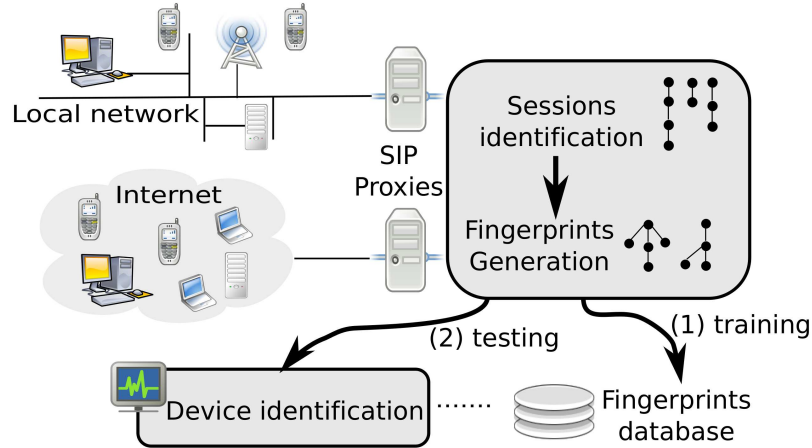 Local network
SIP
Proxies
Sessions
identification
Internet
Fingerprints
Generation
(2) testing
(1) training
Device identification
Fingerprints
database